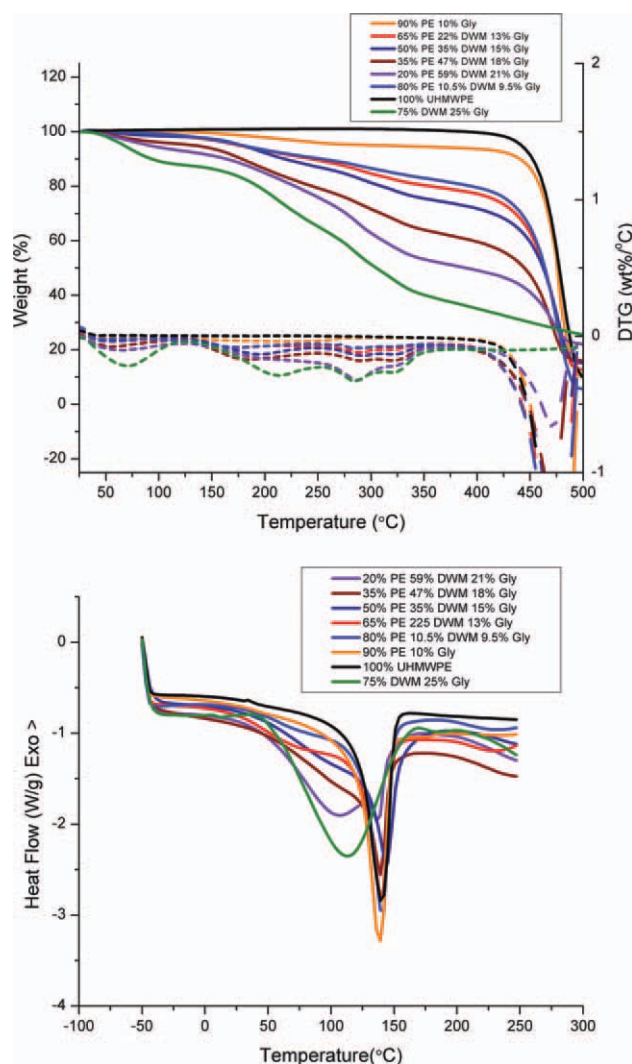 90% PE 10% Gly
65% PE 22% DWM 13% Gly
50% PE 35% DWM 15% Gly
35% PE 47% DWM 18% Gly
20% PE 59% DWM 21% Gly
80% PE 10.5% DWM 9.5% Gly
100% UHMWPE
75% DWM 25% Gly
120
100
80
60
40
20
0
-20
Weight (%)
2
1
0
-1
DTG (wt%/°C)
50
100
150
200
250
300
350
400
450
500
Temperature (°C)
20% PE 59% DWM 21% Gly
35% PE 47% DWM 18% Gly
50% PE 35% DWM 15% Gly
65% PE 225 DWM 13% Gly
80% PE 10.5% DWM 9.5% Gly
90% PE 10% Gly
100% UHMWPE
75% DWM 25% Gly
0
-1
-2
-3
-4
Heat Flow (W/g) Exo >
-100
-50
0
50
100
150
200
250
300
Temperature(°C)